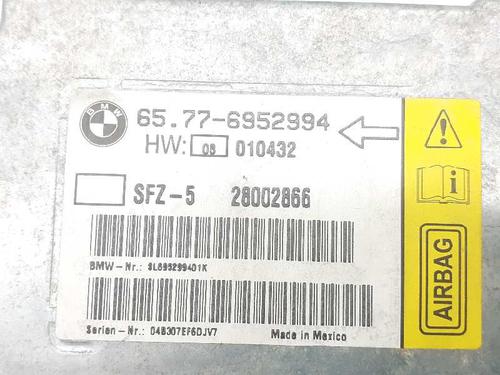 BMW
65.77-6952994
HW: 08 010432
SFZ-5 28002866
BMW-Nr.: 3L695299401K
Serien-Nr.: 04B307EF6DJV7
Made in Mexico
AIRBAG